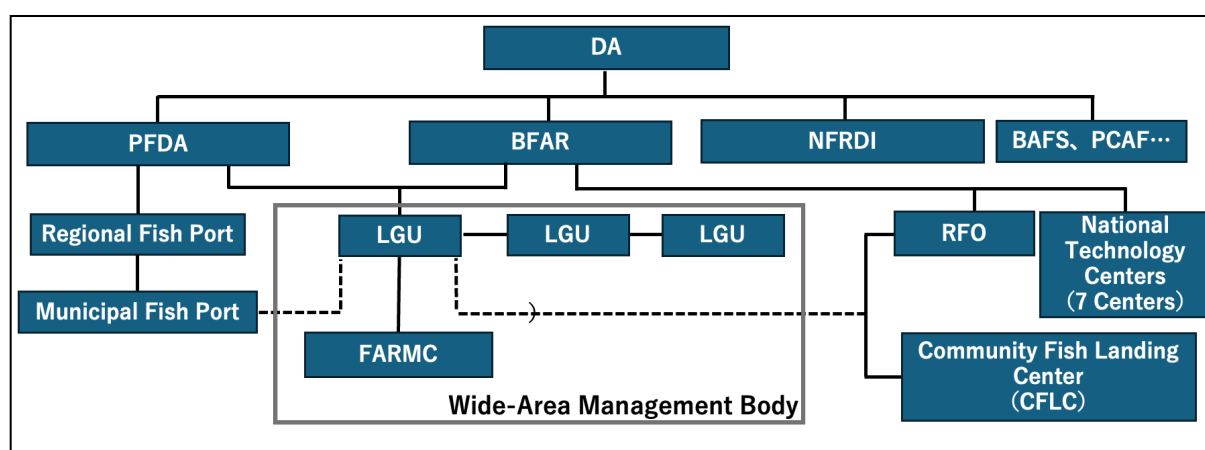 DA
PFDA
BFAR
NFRDI
BAFS、PCAF…
Regional Fish Port
LGU
LGU
LGU
RFO
National
Technology
Centers
（7 Centers）
Municipal Fish Port
FARMC
Community Fish Landing
Center
（CFLC）
Wide-Area Management Body